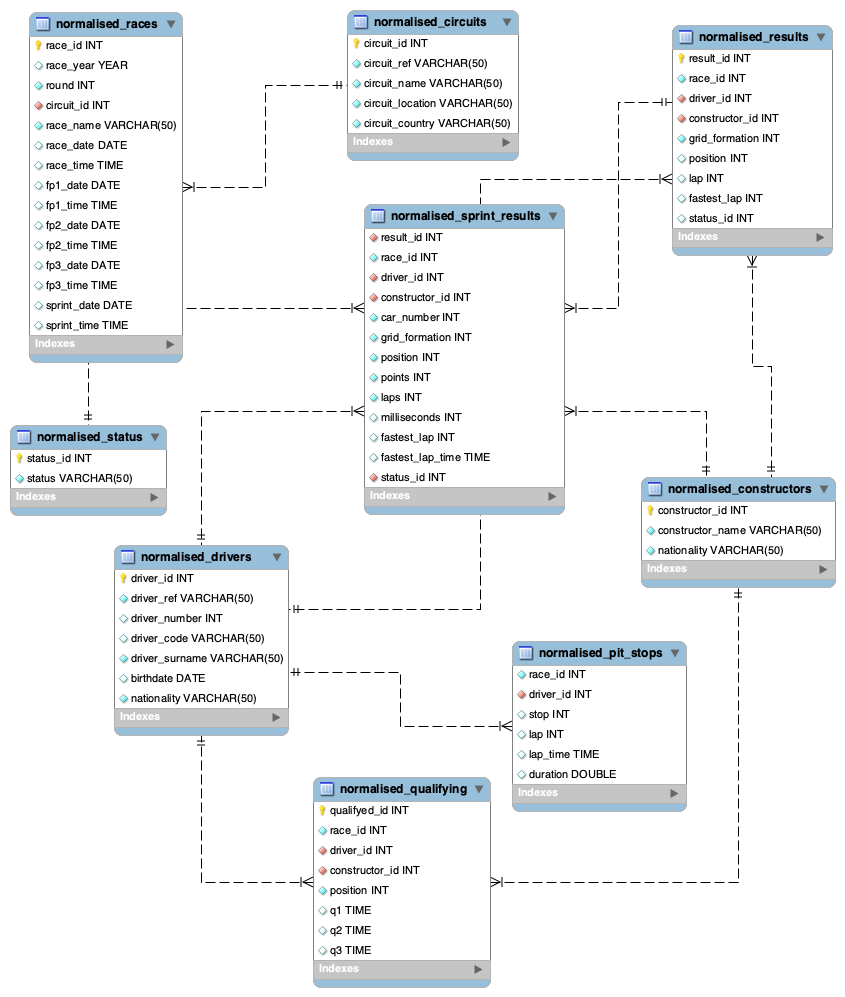 normalised_races
race_id INT
race_year YEAR
round INT
circuit_id INT
race_name VARCHAR(50)
race_date DATE
race_time TIME
fp1_date DATE
fp1_time TIME
fp2_date DATE
fp2_time TIME
fp3_date DATE
fp3_time TIME
sprint_date DATE
sprint_time TIME
Indexes
normalised_circuits
circuit_id INT
circuit_ref VARCHAR(50)
circuit_name VARCHAR(50)
circuit_location VARCHAR(50)
circuit_country VARCHAR(50)
Indexes
normalised_results
result_id INT
race_id INT
driver_id INT
constructor_id INT
grid_formation INT
position INT
lap INT
fastest_lap INT
status_id INT
Indexes
normalised_sprint_results
result_id INT
race_id INT
driver_id INT
constructor_id INT
car_number INT
grid_formation INT
position INT
points INT
laps INT
milliseconds INT
fastest_lap INT
fastest_lap_time TIME
status_id INT
Indexes
normalised_status
status_id INT
status VARCHAR(50)
Indexes
normalised_constructors
constructor_id INT
constructor_name VARCHAR(50)
nationality VARCHAR(50)
Indexes
normalised_drivers
driver_id INT
driver_ref VARCHAR(50)
driver_number INT
driver_code VARCHAR(50)
driver_surname VARCHAR(50)
birthdate DATE
nationality VARCHAR(50)
Indexes
normalised_pit_stops
race_id INT
driver_id INT
stop INT
lap INT
lap_time TIME
duration DOUBLE
Indexes
normalised_qualifying
qualifyed_id INT
race_id INT
driver_id INT
constructor_id INT
position INT
q1 TIME
q2 TIME
q3 TIME
Indexes